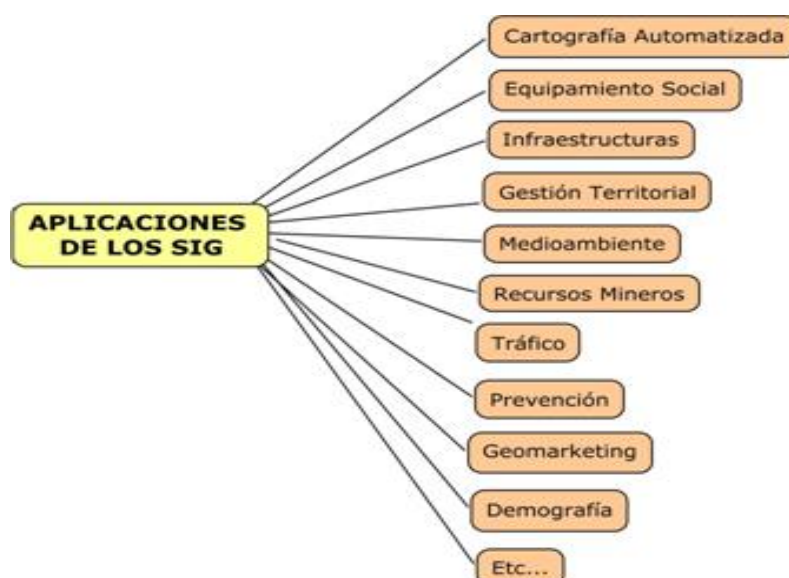 APLICACIONES
DE LOS SIG
Cartografía Automatizada
Equipamiento Social
Infraestructuras
Gestión Territorial
Medioambiente
Recursos Mineros
Tráfico
Prevención
Geomarketing
Demografía
Etc...